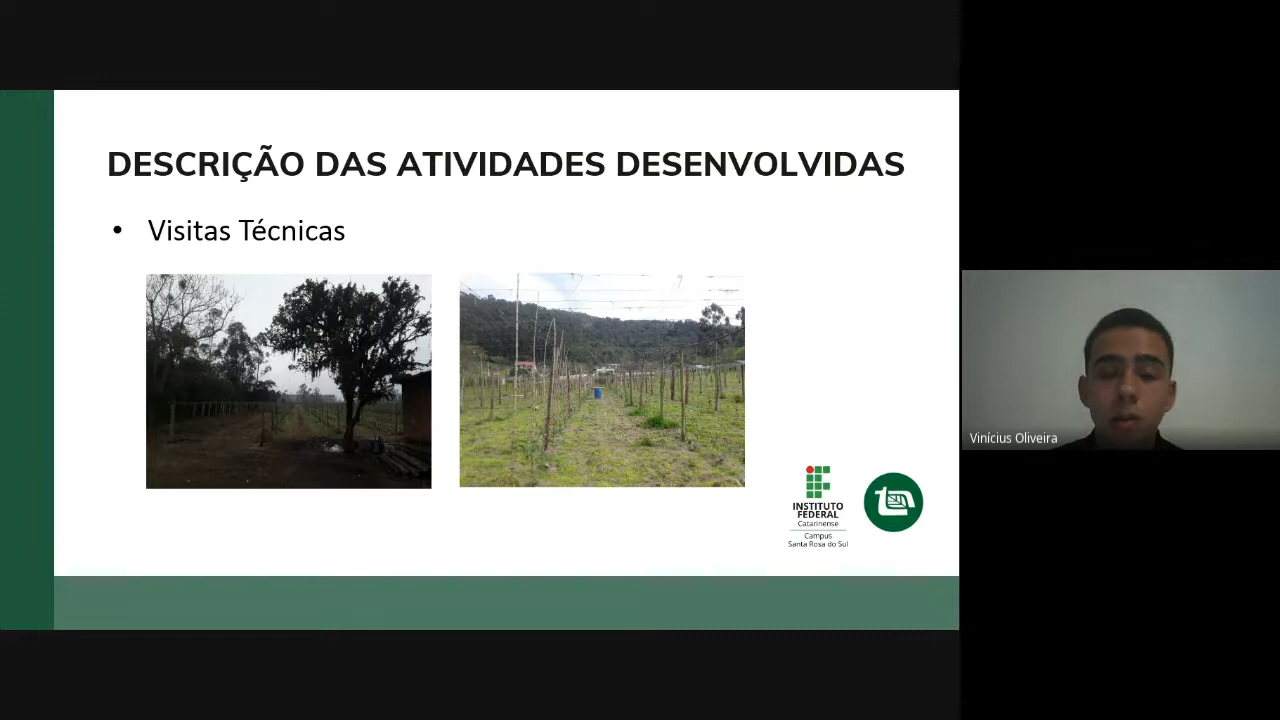 DESCRIÇÃO DAS ATIVIDADES DESENVOLVIDAS
• Visitas Técnicas
INSTITUTO
FEDERAL
Catarinense
Campus
Santa Rosa do Sul
Vinícius Oliveira